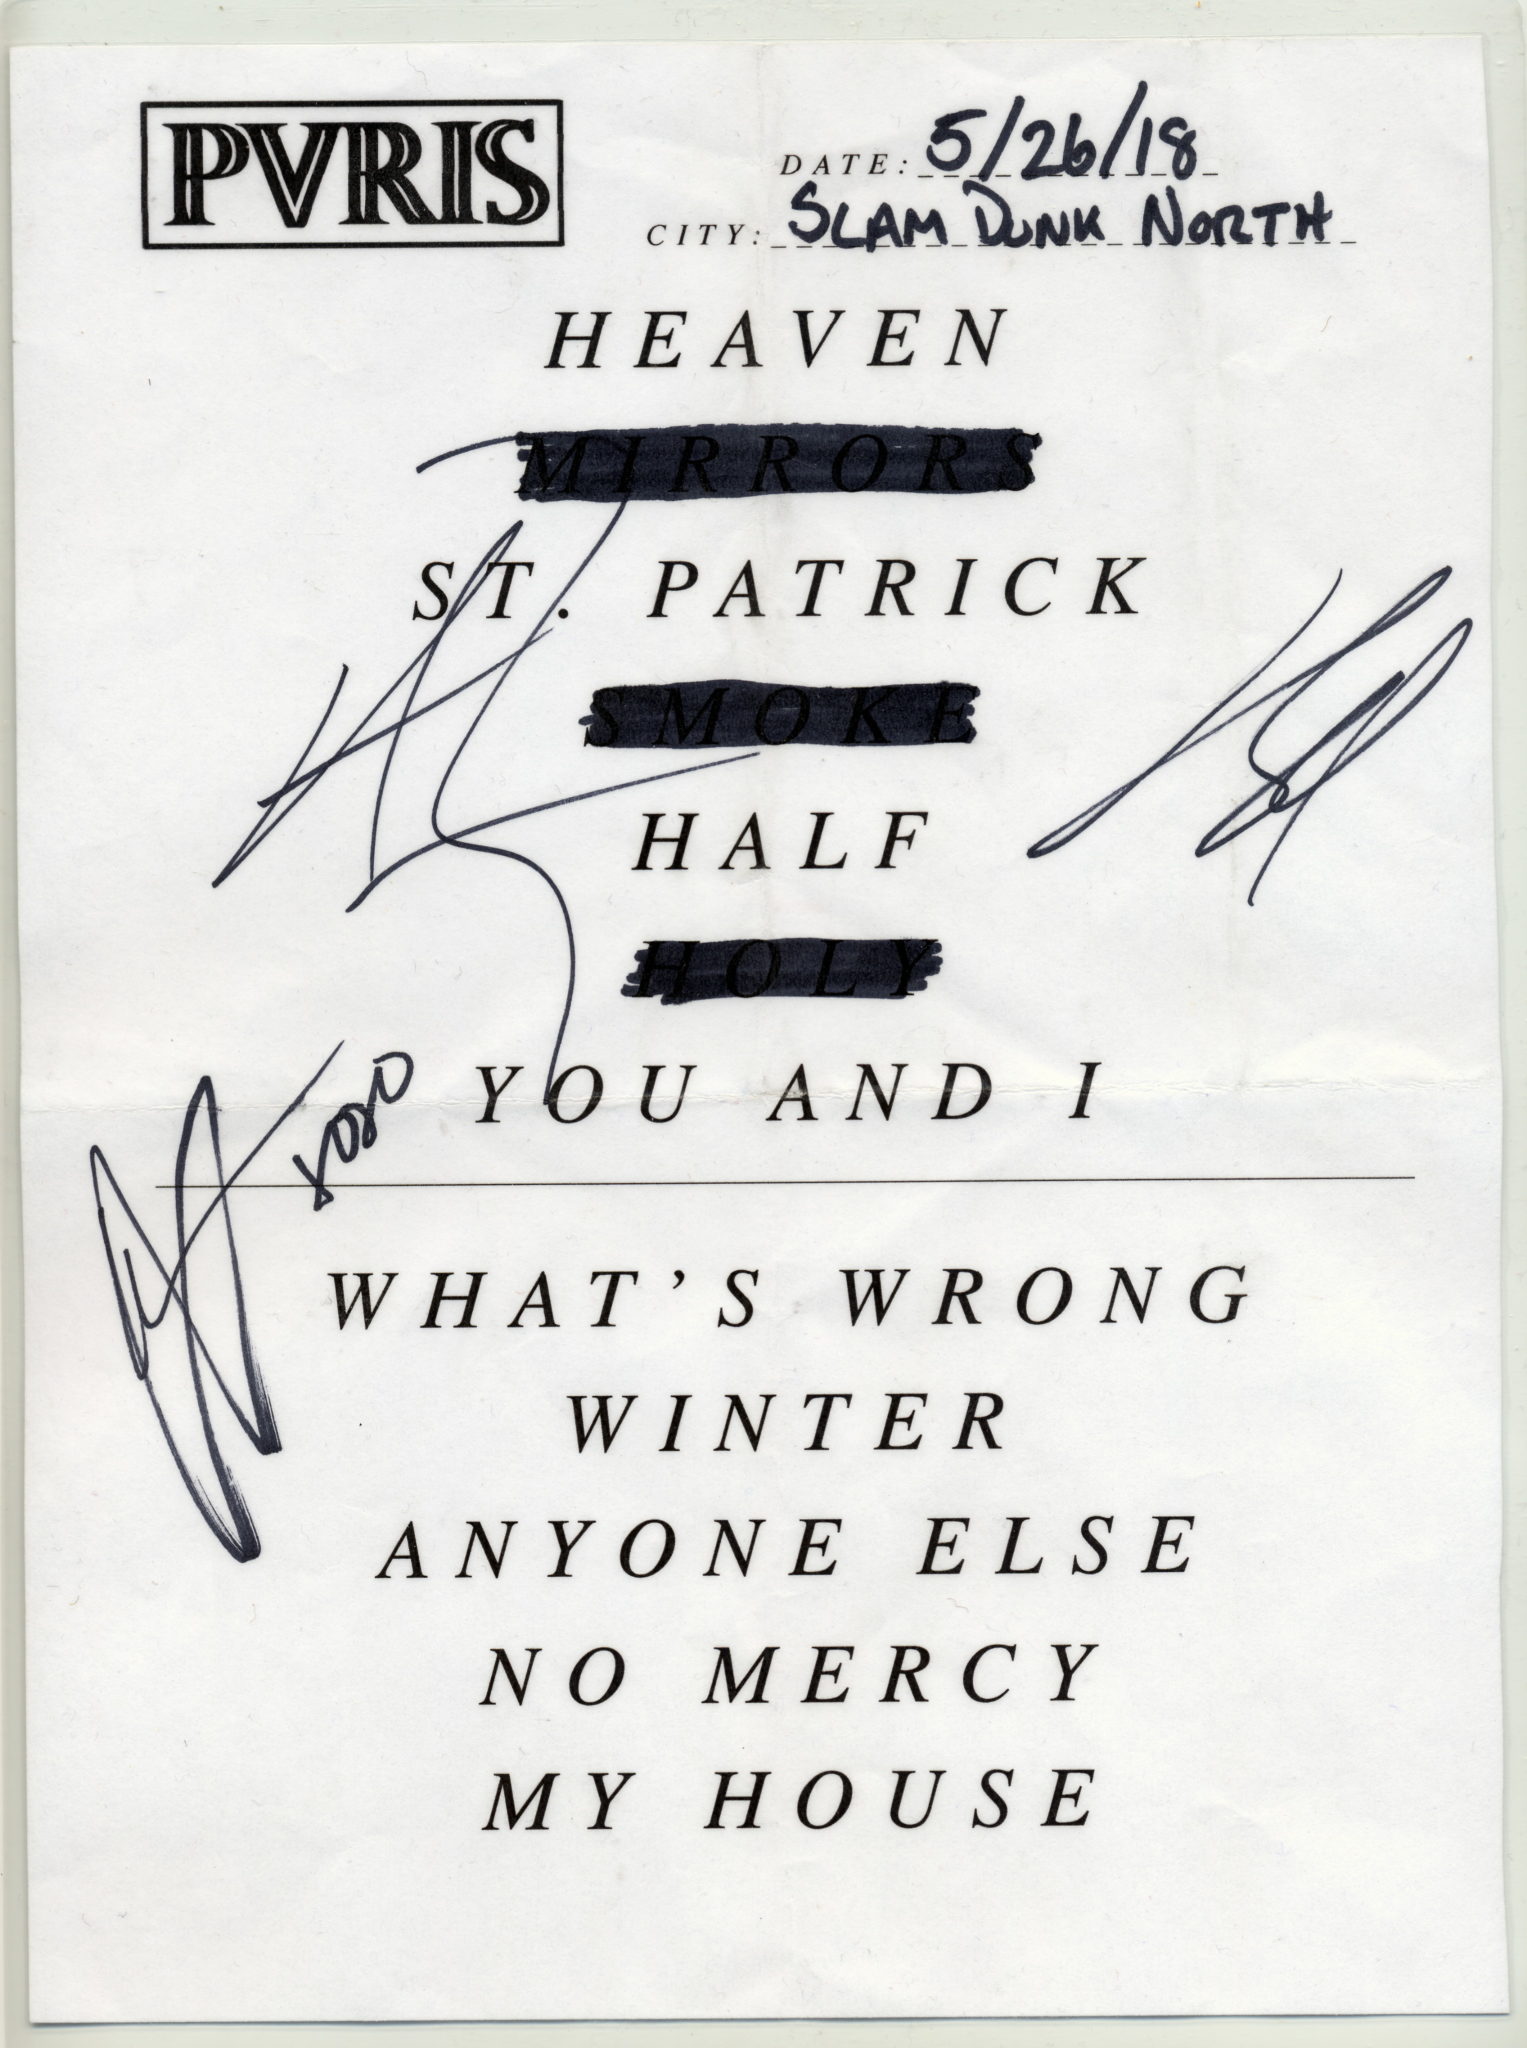 PVRIS
DATE: 5/26/18
CITY: SLAM DUNK NORTH
HEAVEN
MIRRORS
ST. PATRICK
SMOKE
HALF
HOLY
YOU AND I
xoxo
WHAT'S WRONG
WINTER
ANYONE ELSE
NO MERCY
MY HOUSE